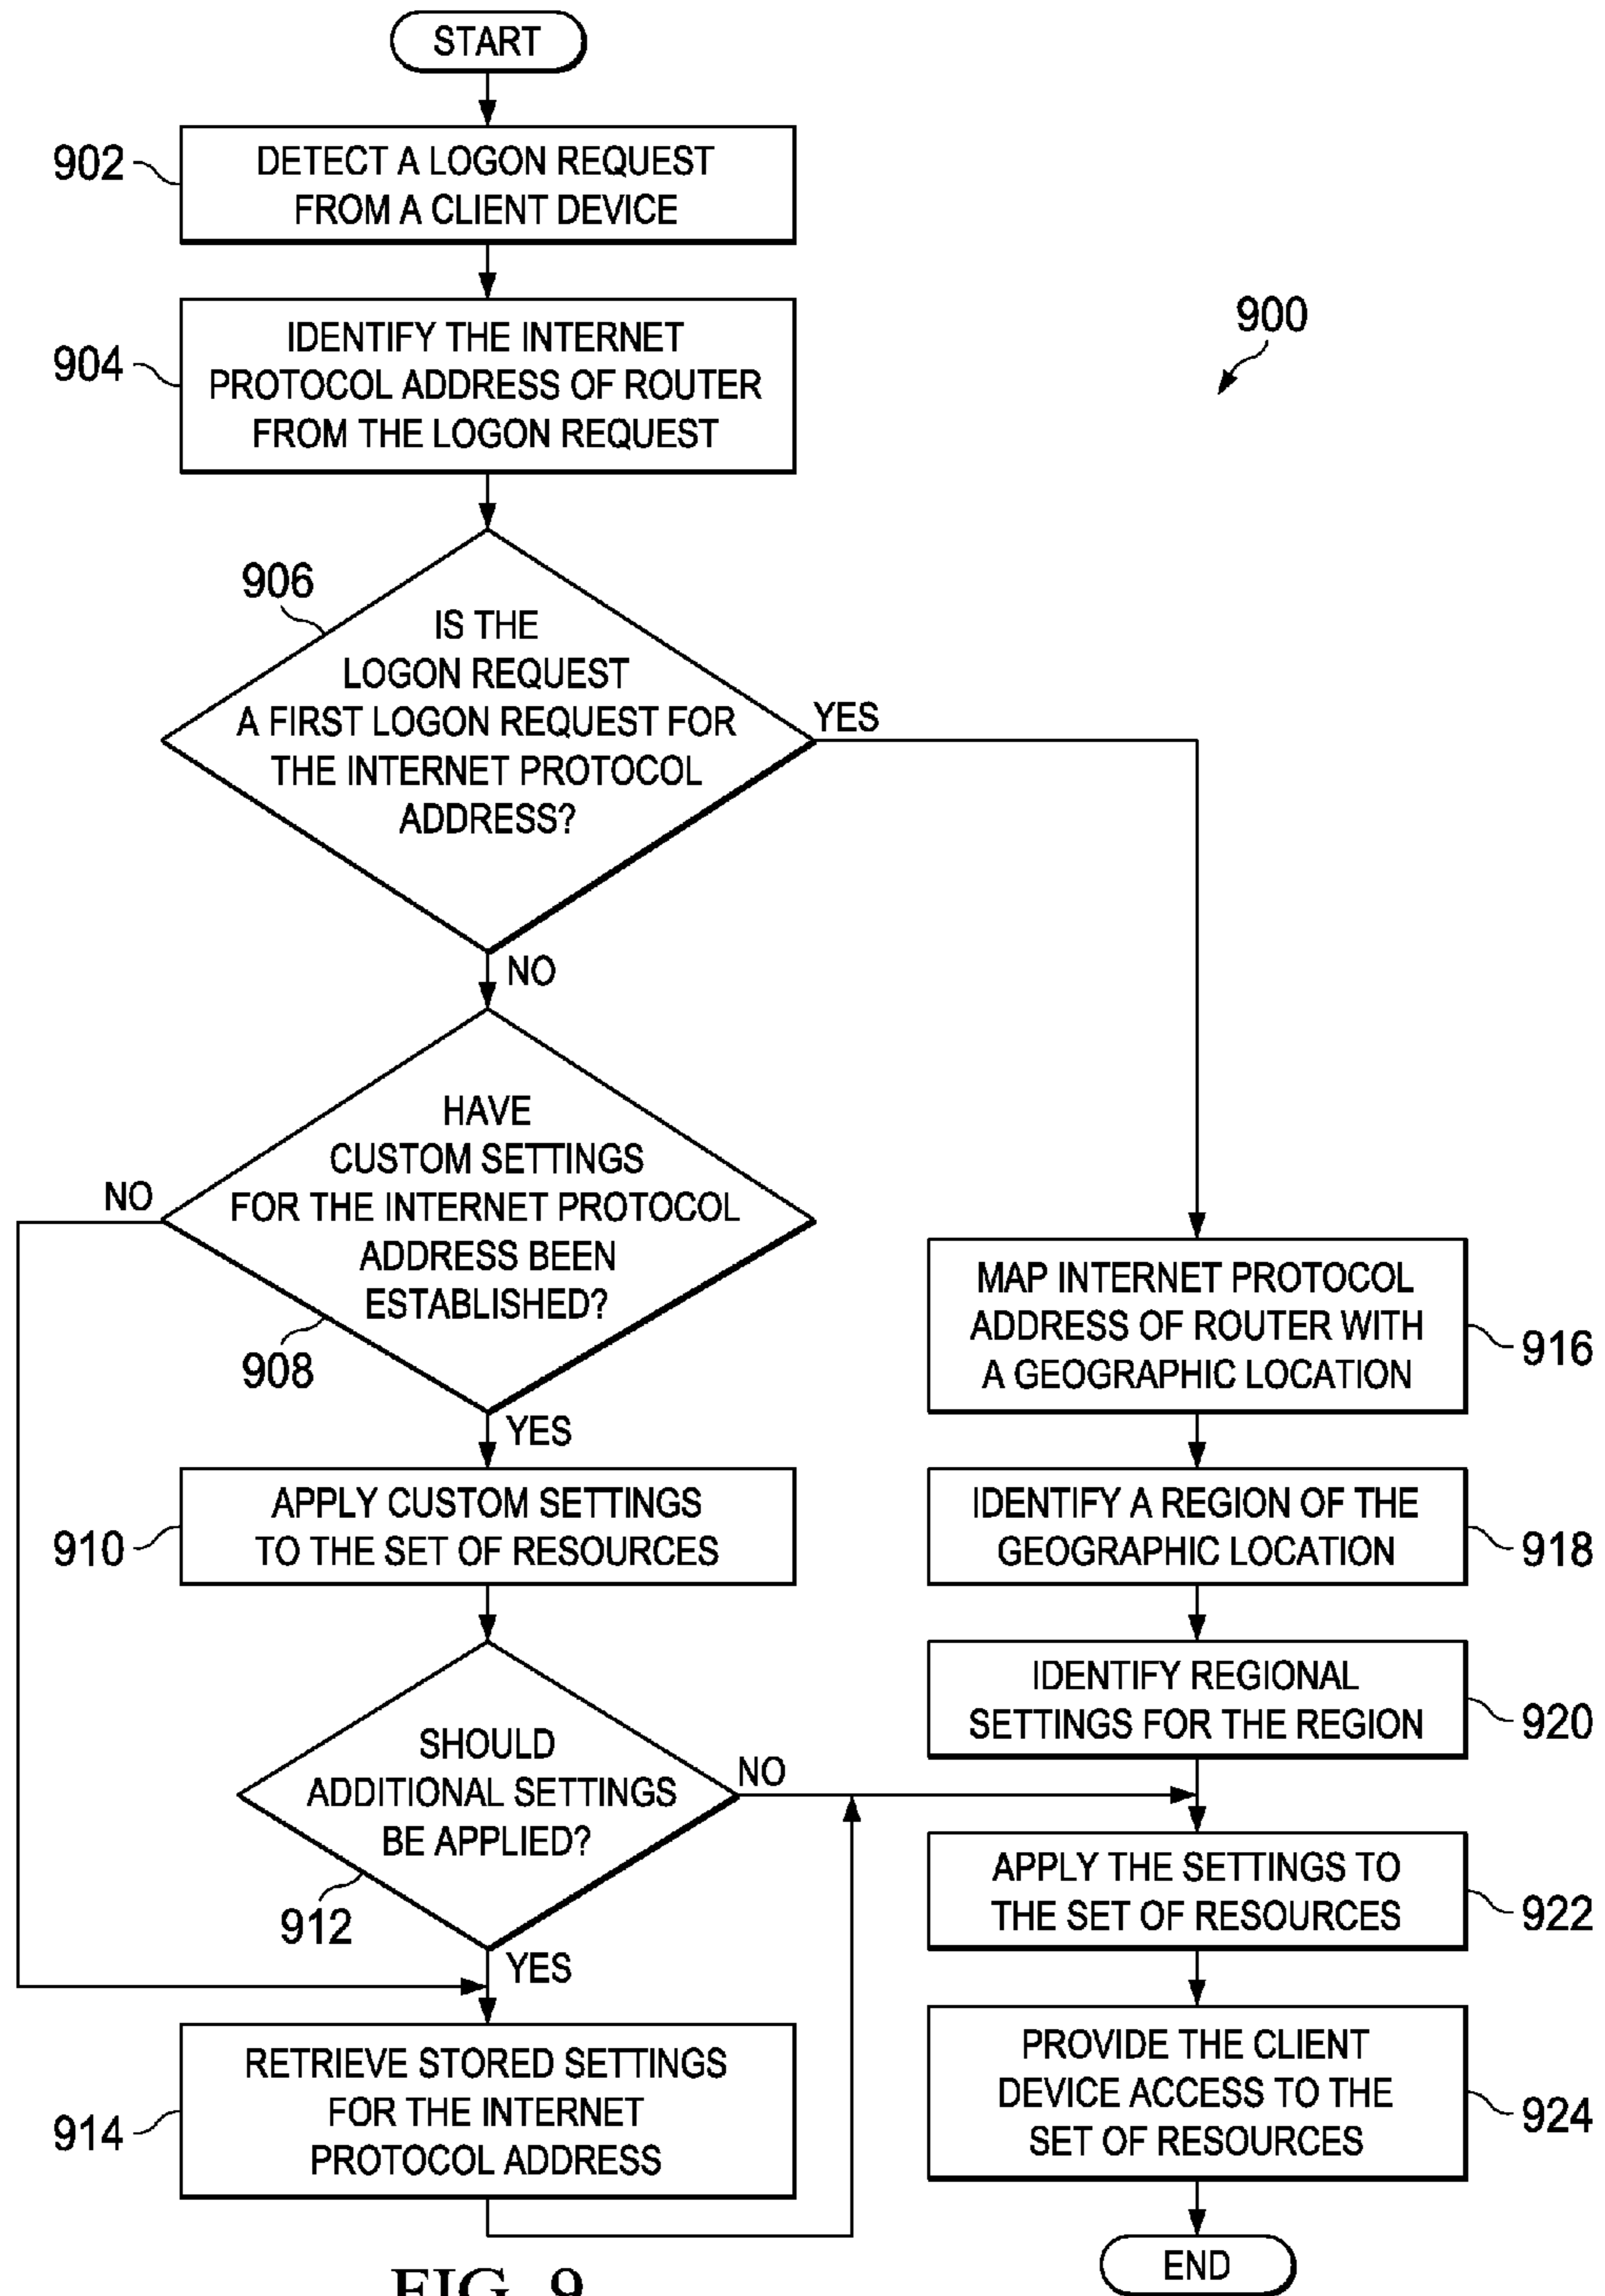 START
902
DETECT A LOGON REQUEST
FROM A CLIENT DEVICE
904
IDENTIFY THE INTERNET
PROTOCOL ADDRESS OF ROUTER
FROM THE LOGON REQUEST
900
906
IS THE
LOGON REQUEST
A FIRST LOGON REQUEST FOR
THE INTERNET PROTOCOL
ADDRESS?
YES
NO
HAVE
CUSTOM SETTINGS
FOR THE INTERNET PROTOCOL
ADDRESS BEEN
ESTABLISHED?
NO
908
YES
910
APPLY CUSTOM SETTINGS
TO THE SET OF RESOURCES
SHOULD
ADDITIONAL SETTINGS
BE APPLIED?
NO
912
YES
914
RETRIEVE STORED SETTINGS
FOR THE INTERNET
PROTOCOL ADDRESS
MAP INTERNET PROTOCOL
ADDRESS OF ROUTER WITH
A GEOGRAPHIC LOCATION
916
IDENTIFY A REGION OF THE
GEOGRAPHIC LOCATION
918
IDENTIFY REGIONAL
SETTINGS FOR THE REGION
920
APPLY THE SETTINGS TO
THE SET OF RESOURCES
922
PROVIDE THE CLIENT
DEVICE ACCESS TO THE
SET OF RESOURCES
924
END
FIG. 9